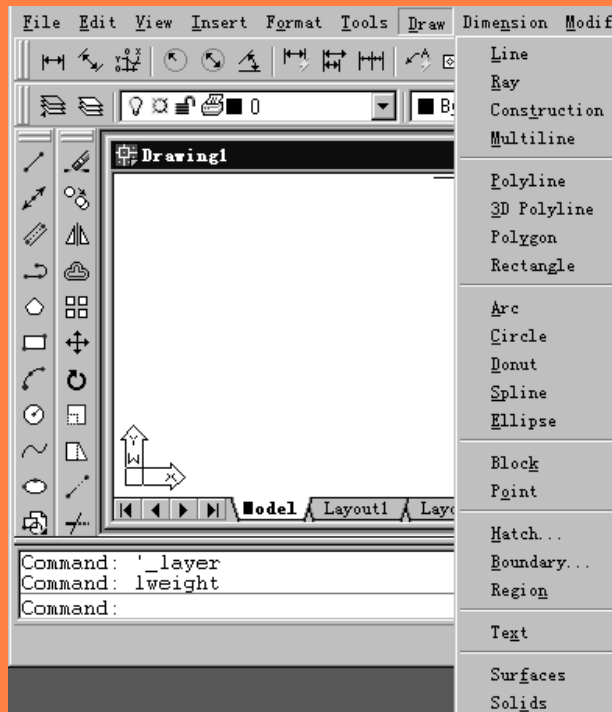 File Edit View Insert Format Tools Draw Dimension Modif
0
B
Drawing1
Line
Ray
Construction
Multiline
Polyline
3D Polyline
Polygon
Rectangle
Arc
Circle
Donut
Spline
Ellipse
Block
Point
Hatch...
Boundary...
Region
Text
Surfaces
Solids
Y
W
X
Model Layout1 Layo
Command: '_layer
Command: lweight
Command: